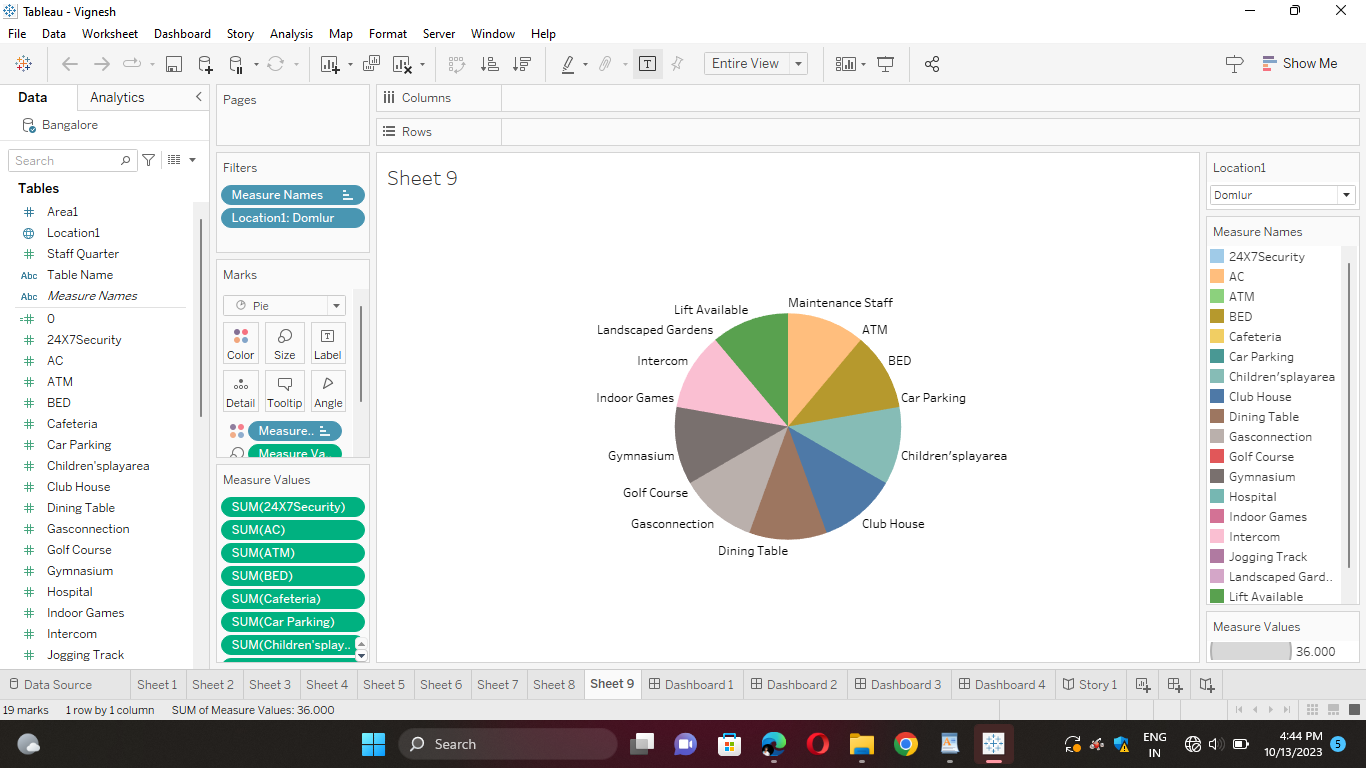 Tableau - Vignesh
File Data Worksheet Dashboard Story Analysis Map Format Server Window Help
Entire View
Show Me
Data Analytics
Bangalore
Search
Tables
Area1
Location1
Staff Quarter
Abc Table Name
Abc Measure Names
0
24X7Security
AC
ATM
BED
Cafeteria
Car Parking
Children'splayarea
Club House
Dining Table
Gasconnection
Golf Course
Gymnasium
Hospital
Indoor Games
Intercom
Jogging Track
Pages
Filters
Measure Names
Location1: Domlur
Marks
Pie
Color Size Label
Detail Tooltip Angle
Measure..
Measure Va..
Measure Values
SUM(24X7Security)
SUM(AC)
SUM(ATM)
SUM(BED)
SUM(Cafeteria)
SUM(Car Parking)
SUM(Children'splay..
Columns
Rows
Sheet 9
Maintenance Staff
Lift Available
Landscaped Gardens
ATM
Intercom
BED
Indoor Games
Car Parking
Gymnasium
Children'splayarea
Golf Course
Gasconnection
Club House
Dining Table
Location1
Domlur
Measure Names
24X7Security
AC
ATM
BED
Cafeteria
Car Parking
Children'splayarea
Club House
Dining Table
Gasconnection
Golf Course
Gymnasium
Hospital
Indoor Games
Intercom
Jogging Track
Landscaped Gard..
Lift Available
Measure Values
36.000
Data Source Sheet 1 Sheet 2 Sheet 3 Sheet 4 Sheet 5 Sheet 6 Sheet 7 Sheet 8 Sheet 9 Dashboard 1 Dashboard 2 Dashboard 3 Dashboard 4 Story 1
19 marks 1 row by 1 column SUM of Measure Values: 36.000
Search
ENG
IN
4:44 PM
10/13/2023
5